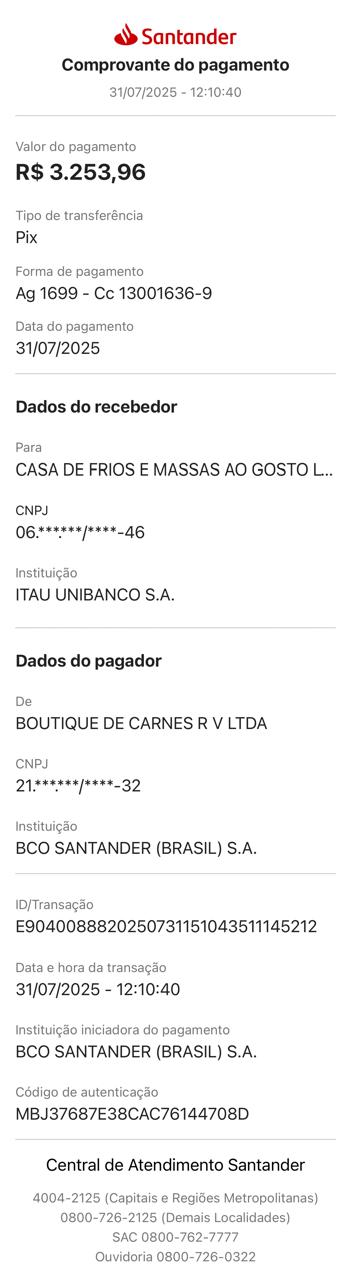 Santander
Comprovante do pagamento
31/07/2025 - 12:10:40
Valor do pagamento
R$ 3.253,96
Tipo de transferência
Pix
Forma de pagamento
Ag 1699 - Cc 13001636-9
Data do pagamento
31/07/2025
Dados do recebedor
Para
CASA DE FRIOS E MASSAS AO GOSTO L...
CNPJ
06.***.***/****-46
Instituição
ITAU UNIBANCO S.A.
Dados do pagador
De
BOUTIQUE DE CARNES R V LTDA
CNPJ
21.***.***/****-32
Instituição
BCO SANTANDER (BRASIL) S.A.
ID/Transação
E9040088820250731151043511145212
Data e hora da transação
31/07/2025 - 12:10:40
Instituição iniciadora do pagamento
BCO SANTANDER (BRASIL) S.A.
Código de autenticação
MBJ37687E38CAC76144708D
Central de Atendimento Santander
4004-2125 (Capitais e Regiões Metropolitanas)
0800-726-2125 (Demais Localidades)
SAC 0800-762-7777
Ouvidoria 0800-726-0322